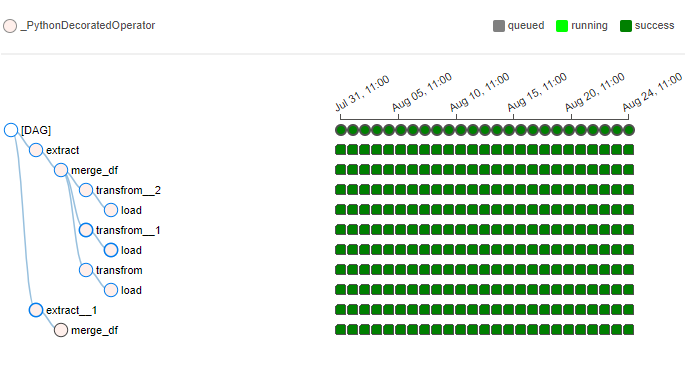 _PythonDecoratedOperator
queued running success
Jul 31, 11:00 Aug 05, 11:00 Aug 10, 11:00 Aug 15, 11:00 Aug 20, 11:00 Aug 24, 11:00
[DAG]
extract
merge_df
transfrom__2
load
transfrom__1
load
transfrom
load
extract__1
merge_df